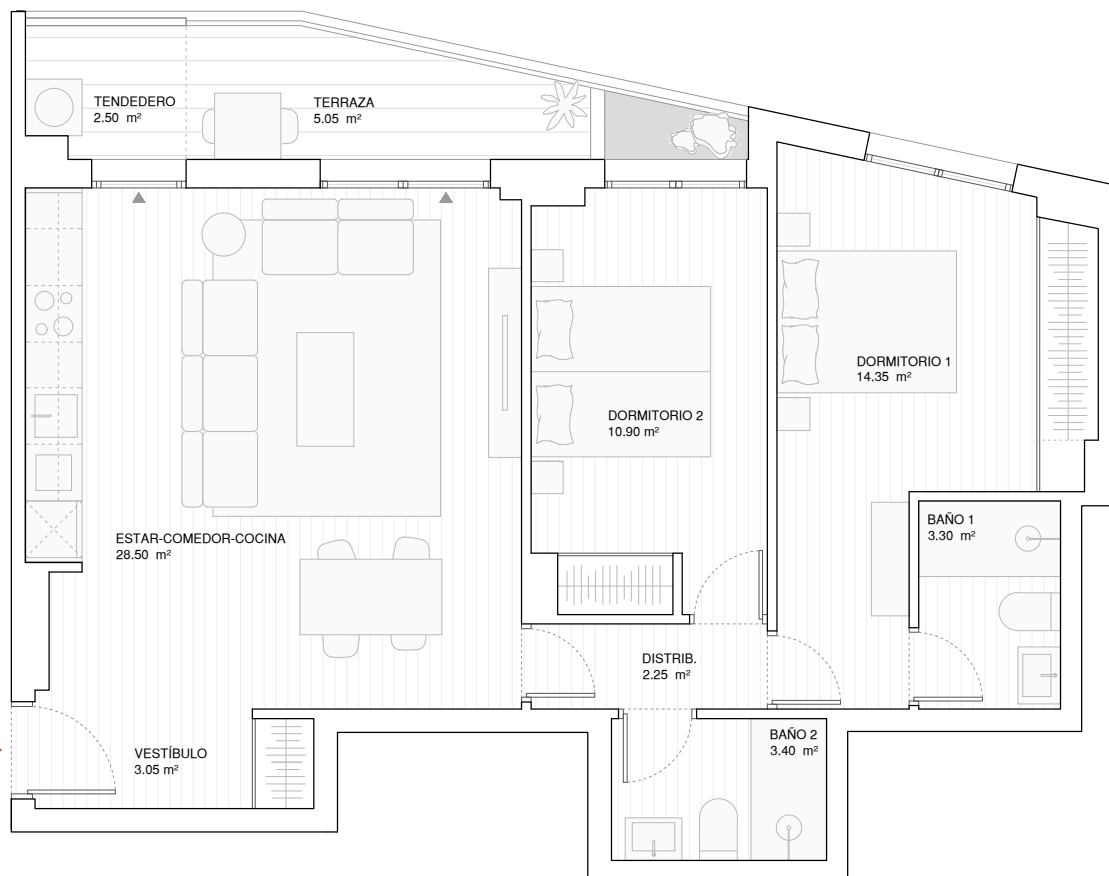 TENDEDERO
2.50 m²
TERRAZA
5.05 m²
DORMITORIO 1
14.35 m²
DORMITORIO 2
10.90 m²
BAÑO 1
3.30 m²
ESTAR-COMEDOR-COCINA
28.50 m²
DISTRIB.
2.25 m²
BAÑO 2
3.40 m²
VESTÍBULO
3.05 m²